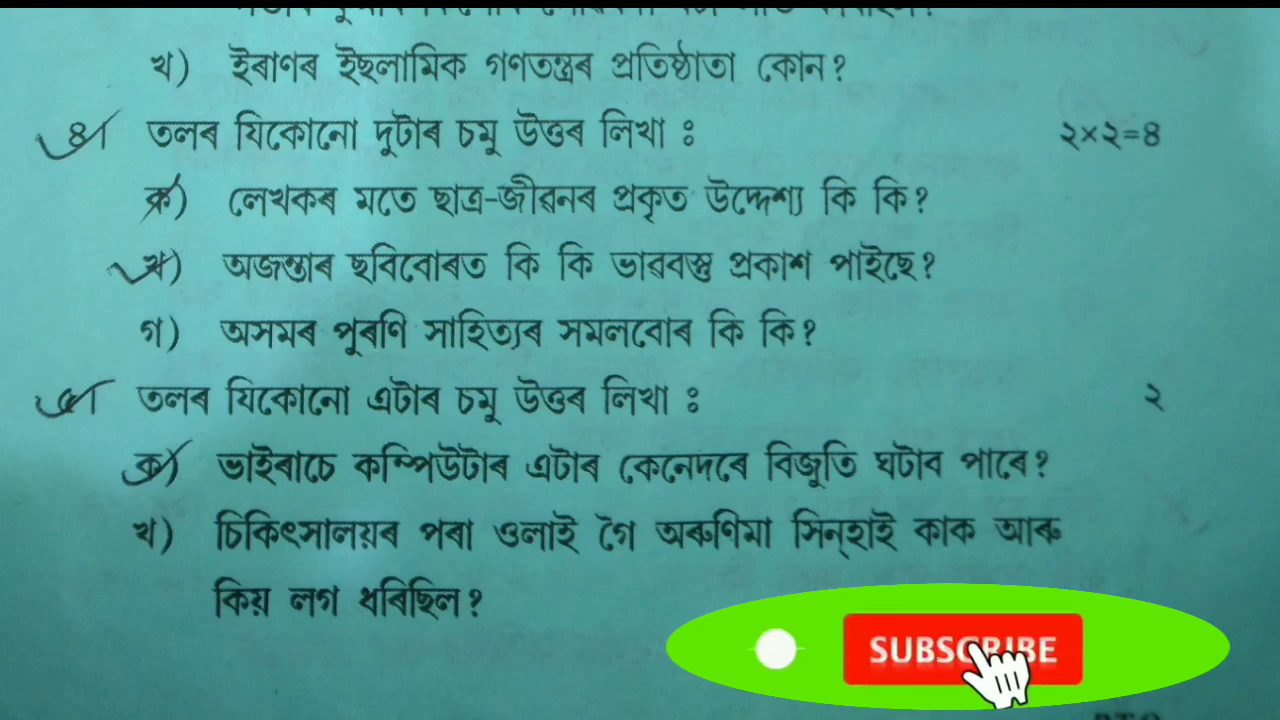 খ) ইৰাণৰ ইছলামিক গণতন্ত্ৰৰ প্ৰতিষ্ঠাতা কোন?
৪। তলৰ যিকোনো দুটাৰ চমু উত্তৰ লিখা ঃ ২×২=৪
ক) লেখকৰ মতে ছাত্ৰ-জীৱনৰ প্ৰকৃত উদ্দেশ্য কি কি?
খ) অজন্তাৰ ছবিবোৰত কি কি ভাৱবস্তু প্ৰকাশ পাইছে?
গ) অসমৰ পুৰণি সাহিত্যৰ সমলবোৰ কি কি?
৫। তলৰ যিকোনো এটাৰ চমু উত্তৰ লিখা ঃ ২
ক) ভাইৰাচে কম্পিউটাৰ এটাৰ কেনেদৰে বিজুতি ঘটাব পাৰে?
খ) চিকিৎসালয়ৰ পৰা ওলাই গৈ অৰুণিমা সিন্‌হাই কাক আৰু
কিয় লগ ধৰিছিল?
SUBSCRIBE